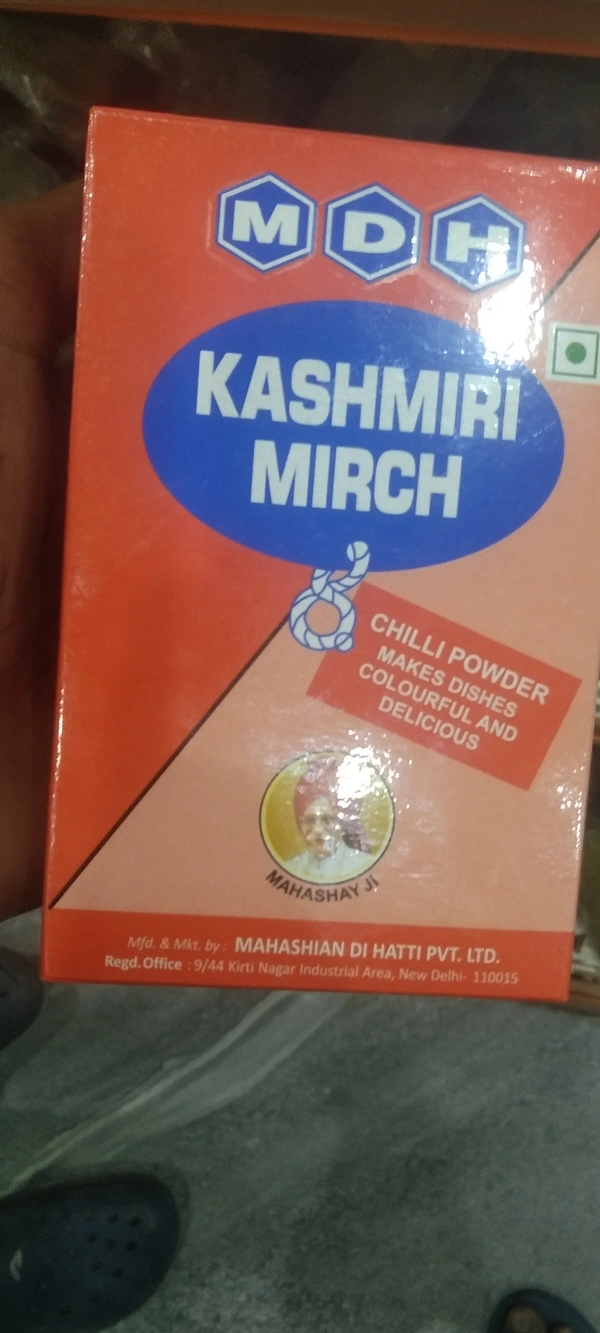 MDH
KASHMIRI
MIRCH
CHILLI POWDER
MAKES DISHES
COLOURFUL AND
DELICIOUS
MAHASHAY JI
Mfd. & Mkt. by : MAHASHIAN DI HATTI PVT. LTD.
Regd. Office : 9/44 Kirti Nagar Industrial Area, New Delhi- 110015